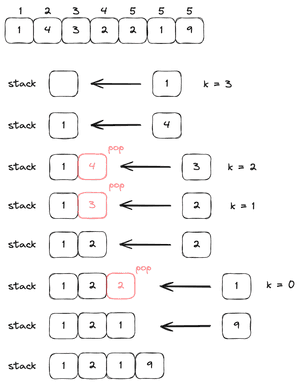 1 2 3 4 5 5 5
1 4 3 2 2 1 9
stack 1 k = 3
stack 1 4
pop
stack 1 4 3 k = 2
pop
stack 1 3 2 k = 1
stack 1 2 2
pop
stack 1 2 2 1 k = 0
stack 1 2 1 9
stack 1 2 1 9